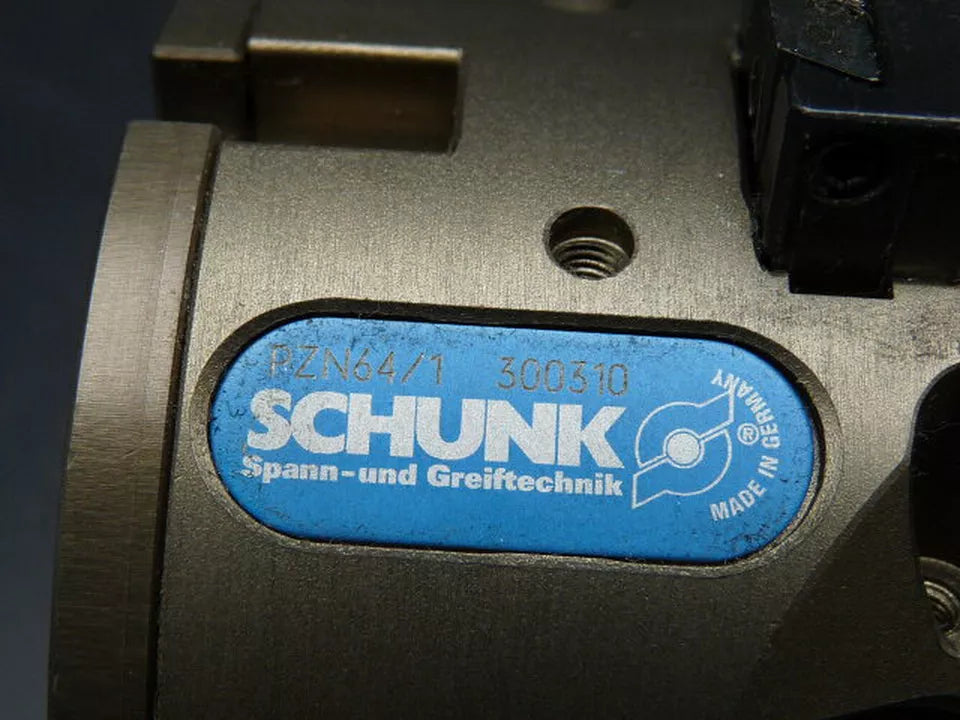 PZN64/1 300310
SCHUNK
Spann-und Greiftechnik
® MADE IN GERMANY